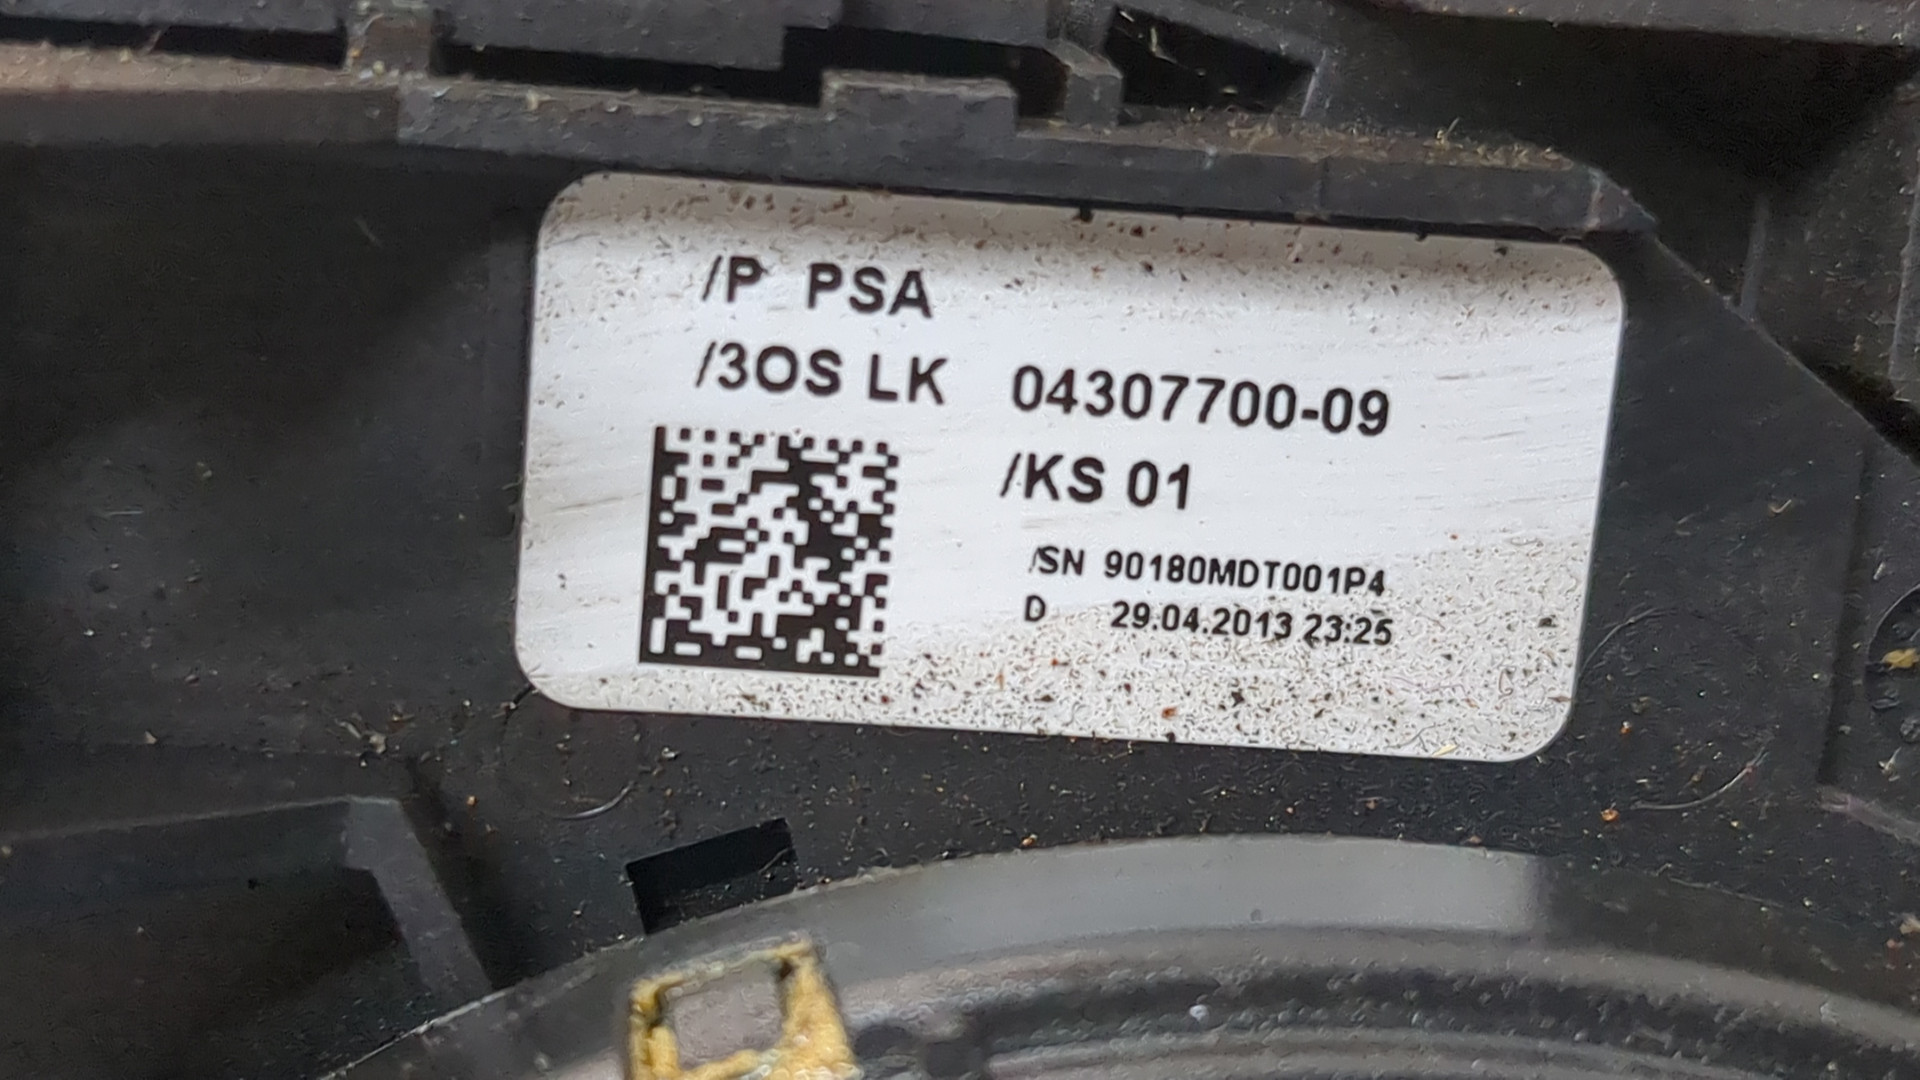 /P PSA
/3OS LK 04307700-09
/KS 01
/SN 90180MDT001P4
D 29.04.2013 23:25